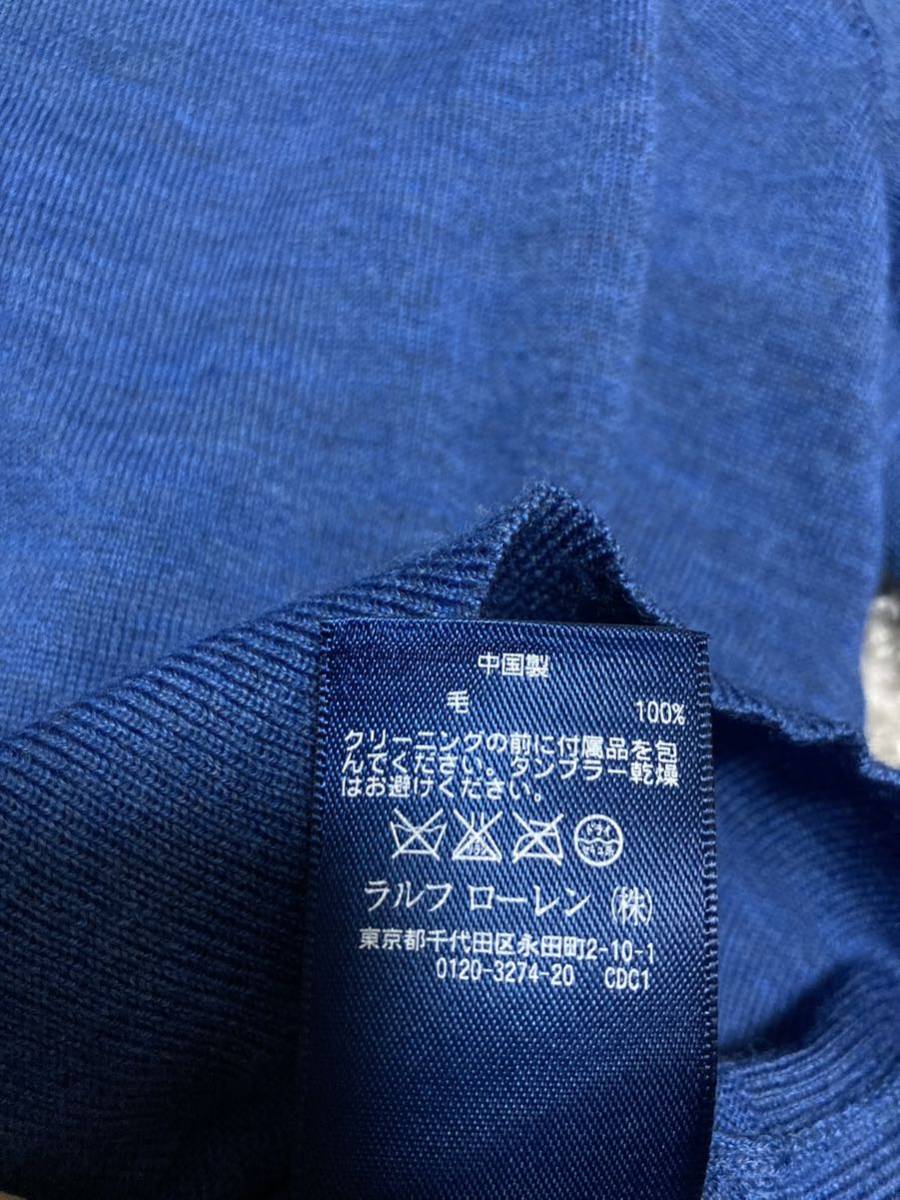 中国製
毛 100%
クリーニングの前に付属品を包
んでください。タンブラー乾燥
はお避けください。
ドライ
ラルフ ローレン (株)
東京都千代田区永田町2-10-1
0120-3274-20 CDC1